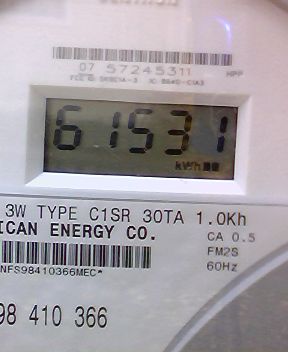 07 57245311 HPP
61531
kWh
3W TYPE C1SR 30TA 1.0Kh
ICAN ENERGY CO.
CA 0.5
FM2S
NFS98410366MEC*
60Hz
98 410 366